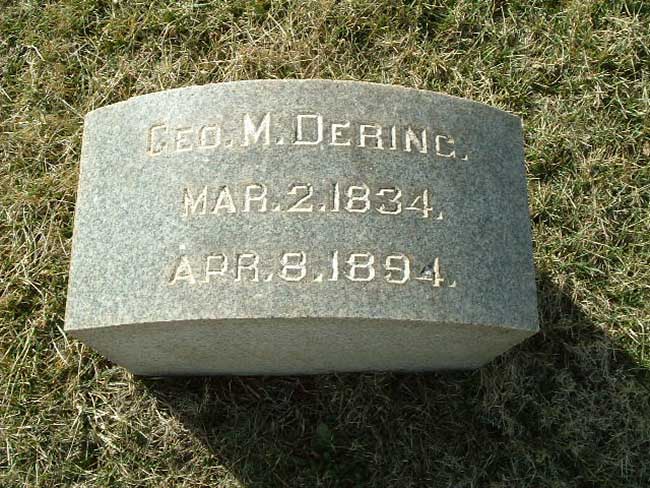 GEO. M. DERING.
MAR. 2. 1834.
APR. 8. 1894.